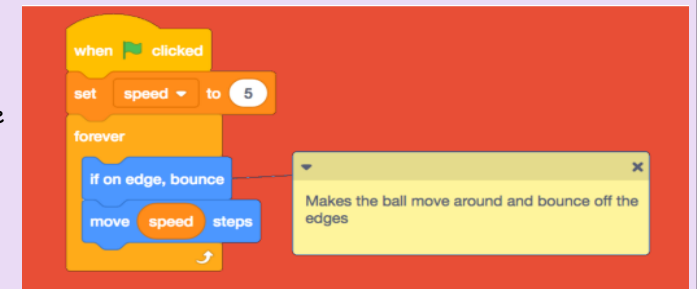 when clicked
set speed to 5
forever
if on edge, bounce
move speed steps
Makes the ball move around and bounce off the
edges